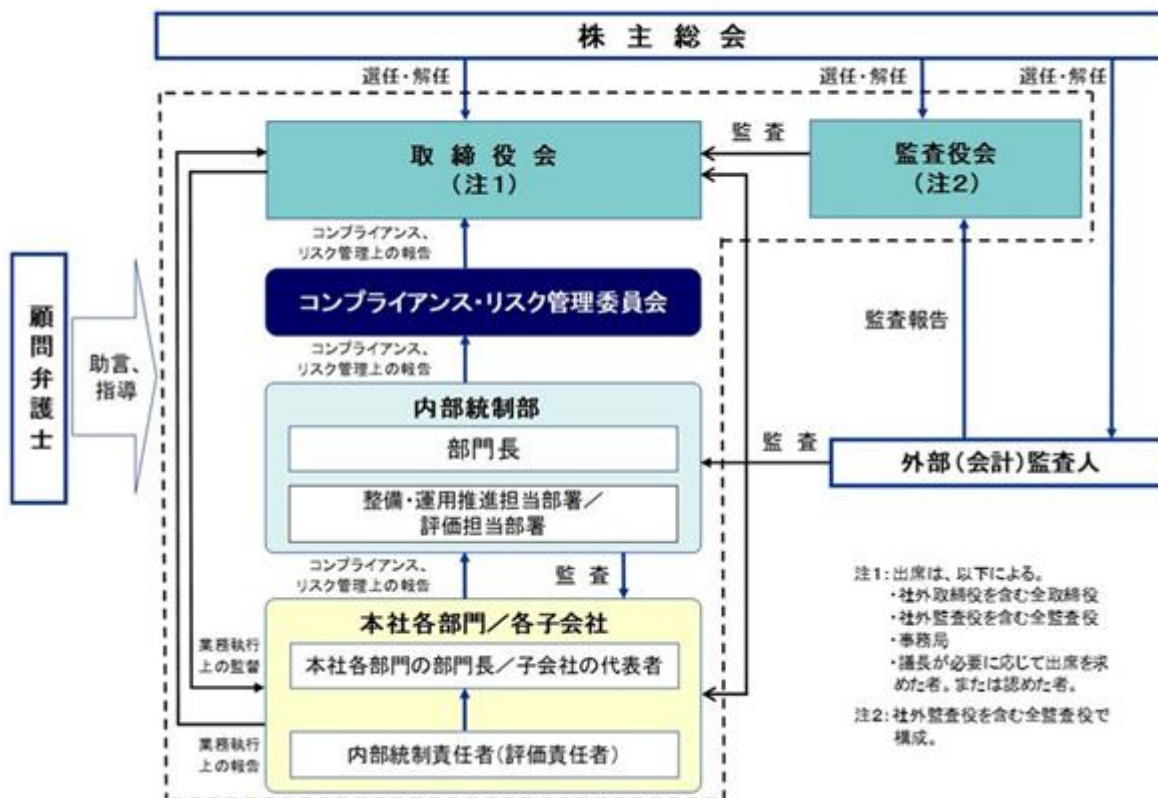 株主総会
選任・解任
選任・解任
選任・解任
取締役会
(注1)
監査
監査役会
(注2)
コンプライアンス、
リスク管理上の報告
コンプライアンス・リスク管理委員会
顧問弁護士
助言、
指導
コンプライアンス、
リスク管理上の報告
監査報告
内部統制部
部門長
監査
外部(会計)監査人
整備・運用推進担当部署/
評価担当部署
コンプライアンス、
リスク管理上の報告
監査
本社各部門/各子会社
業務執行
上の監督
本社各部門の部門長/子会社の代表者
業務執行
上の報告
内部統制責任者(評価責任者)
注1:出席は、以下による。
・社外取締役を含む全取締役
・社外監査役を含む全監査役
・事務局
・議長が必要に応じて出席を求
めた者。または認めた者。
注2:社外監査役を含む全監査役で
構成。